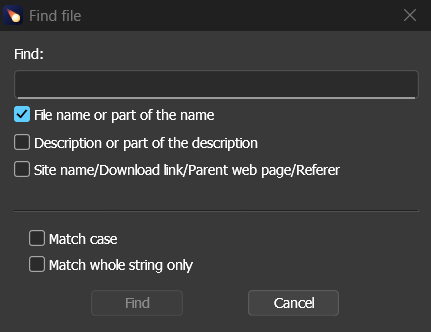 Find file
Find:
File name or part of the name
Description or part of the description
Site name/Download link/Parent web page/Referer
Match case
Match whole string only
Find
Cancel